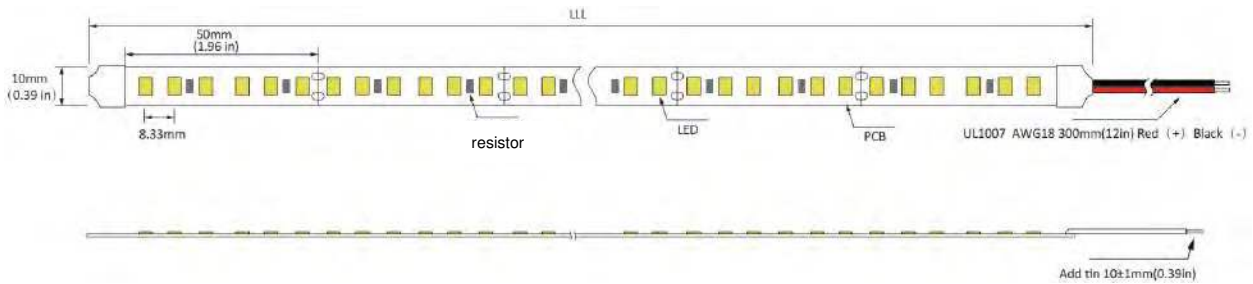 LLL
50mm
(1.96 in)
10mm
(0.39 in)
8.33mm
resistor
LED
PCB
UL1007 AWG18 300mm(12in) Red (+) Black (-)
Add tin 10±1mm(0.39in)